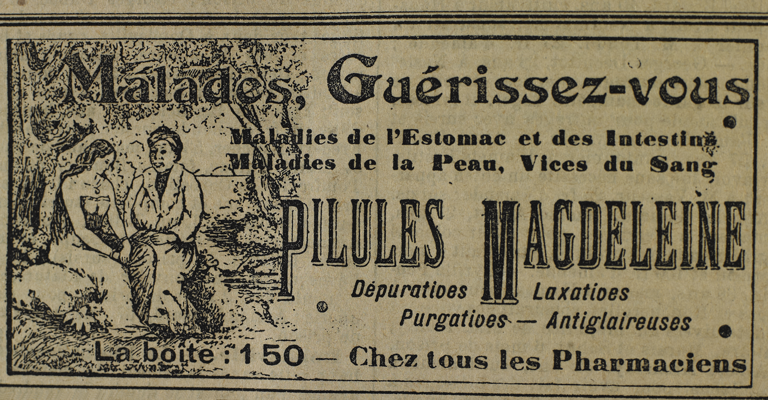 Malades, Guérissez-vous
Maladies de l'Estomac et des Intestins
Maladies de la Peau, Vices du Sang
PILULES MAGDELEINE
Dépuratives Laxatives
Purgatives — Antiglaireuses
La boîte : 1 50 — Chez tous les Pharmaciens